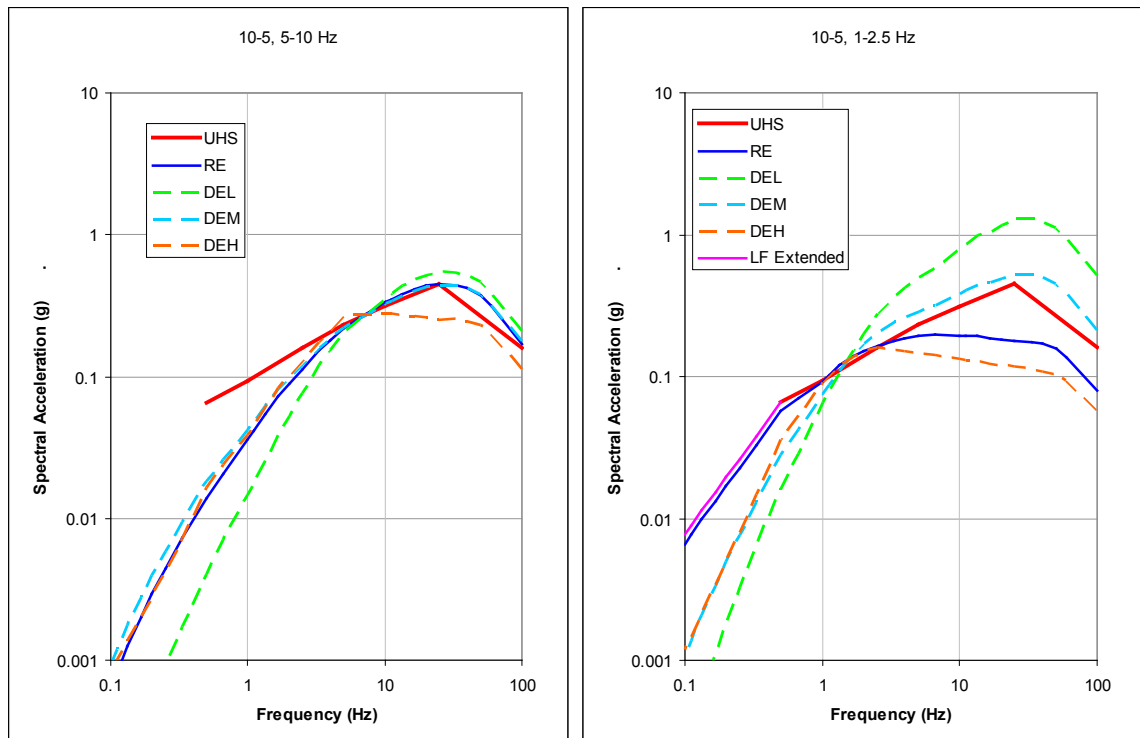 10-5, 5-10 Hz
10
1
0.1
0.01
0.001
0.1
1
10
100
Spectral Acceleration (g)
Frequency (Hz)
UHS
RE
DEL
DEM
DEH
10-5, 1-2.5 Hz
10
1
0.1
0.01
0.001
0.1
1
10
100
Spectral Acceleration (g)
Frequency (Hz)
UHS
RE
DEL
DEM
DEH
LF Extended